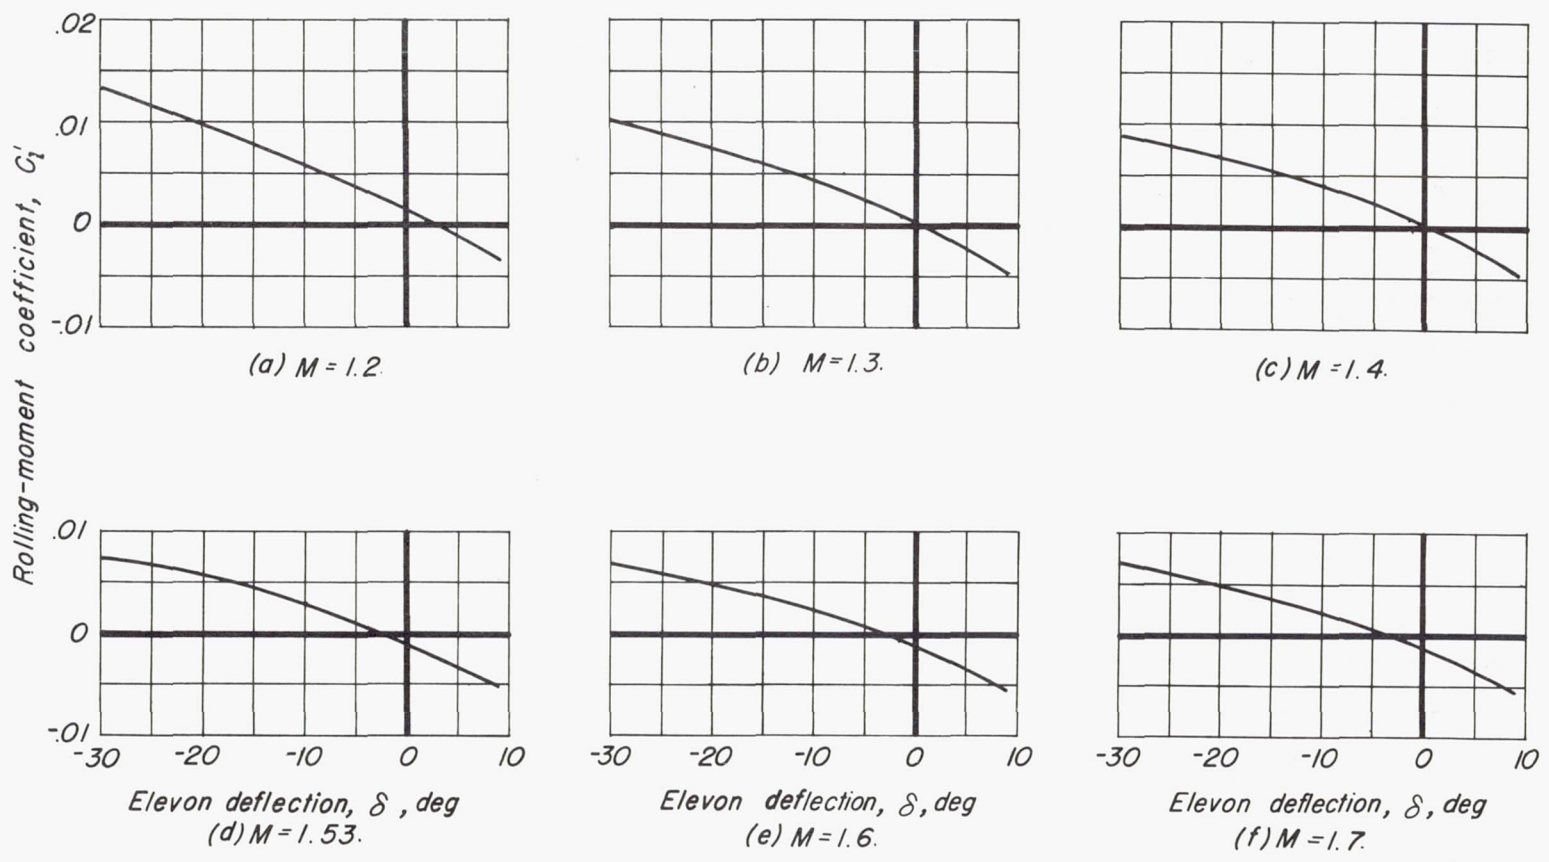 Rolling-moment coefficient, C_l'
.02
.01
0
-.01
(a) M = 1.2.
(b) M = 1.3.
(c) M = 1.4.
.01
0
-.01
-30 -20 -10 0 10
-30 -20 -10 0 10
-30 -20 -10 0 10
Elevon deflection, δ, deg
Elevon deflection, δ, deg
Elevon deflection, δ, deg
(d) M = 1.53.
(e) M = 1.6.
(f) M = 1.7.